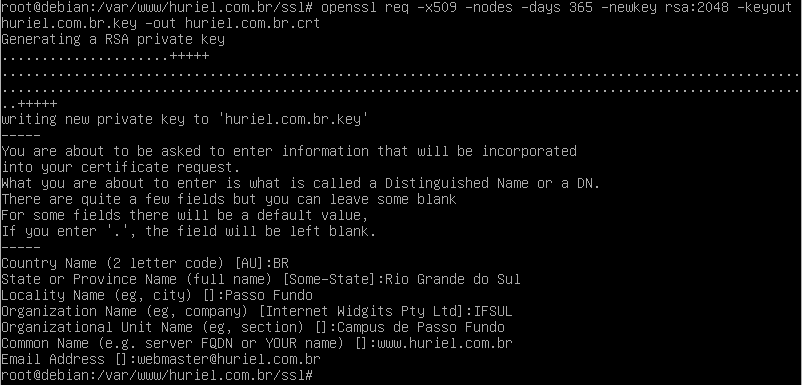 root@debian:/var/www/huriel.com.br/ssl# openssl req -x509 -nodes -days 365 -newkey rsa:2048 -keyout
huriel.com.br.key -out huriel.com.br.crt
Generating a RSA private key
.....................+++++
....................................................................................................
....................................................................................................
..+++++
writing new private key to 'huriel.com.br.key'
-----
You are about to be asked to enter information that will be incorporated
into your certificate request.
What you are about to enter is what is called a Distinguished Name or a DN.
There are quite a few fields but you can leave some blank
For some fields there will be a default value,
If you enter '.', the field will be left blank.
-----
Country Name (2 letter code) [AU]:BR
State or Province Name (full name) [Some-State]:Rio Grande do Sul
Locality Name (eg, city) []:Passo Fundo
Organization Name (eg, company) [Internet Widgits Pty Ltd]:IFSUL
Organizational Unit Name (eg, section) []:Campus de Passo Fundo
Common Name (e.g. server FQDN or YOUR name) []:www.huriel.com.br
Email Address []:webmaster@huriel.com.br
root@debian:/var/www/huriel.com.br/ssl#